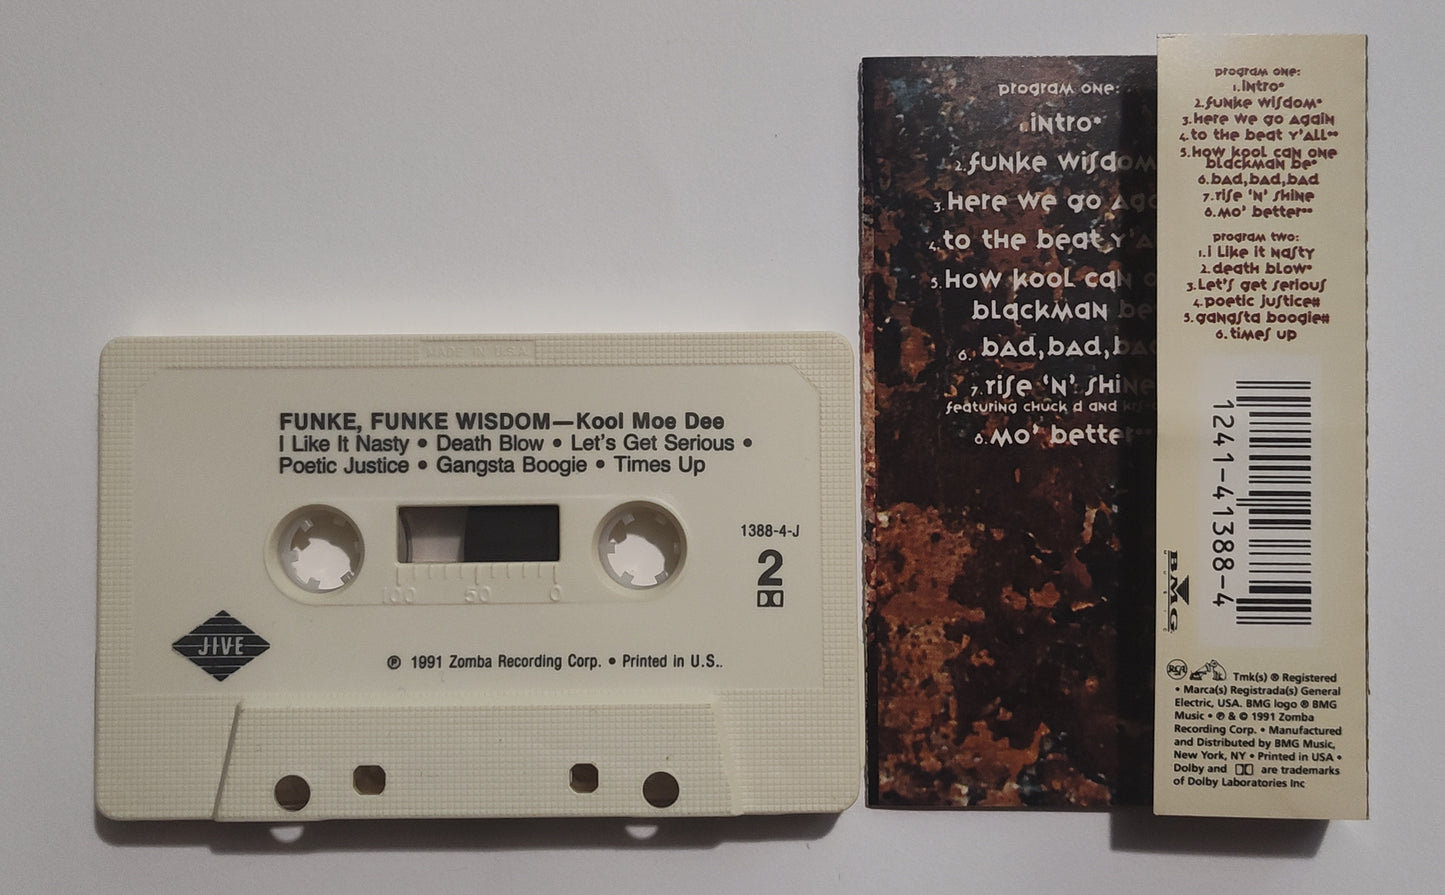 MADE IN U.S.A.
FUNKE, FUNKE WISDOM—Kool Moe Dee
I Like It Nasty • Death Blow • Let's Get Serious •
Poetic Justice • Gangsta Boogie • Times Up
1388-4-J
2
100 50 0
JIVE
℗ 1991 Zomba Recording Corp. • Printed in U.S..
program one:
1.intro*
2.funke wisdom
3.Here we go aga
4.to the beat y'a
5.How kool can o
blackman be
6. bad,bad,ba
7.rise 'N' shine
featuring chuck d and krs-
6.Mo' better**
program one:
1.intro*
2.funke wisdom*
3.Here we go again
4.to the beat y'all**
5.How kool can one
blackman be*
6.bad,bad,bad
7.rise 'N' shine
6.Mo' better**
program two:
1.i like it nasty
2.death blow*
3.Let's get serious
4.poetic justice#
5.gangsta boogie#
6.times up
1241-41388-4
BMG
MUSIC
RCA
Tmk(s) ® Registered
• Marca(s) Registrada(s) General
Electric, USA. BMG logo ® BMG
Music • ℗ & © 1991 Zomba
Recording Corp. • Manufactured
and Distributed by BMG Music,
New York, NY • Printed in USA •
Dolby and are trademarks
of Dolby Laboratories Inc